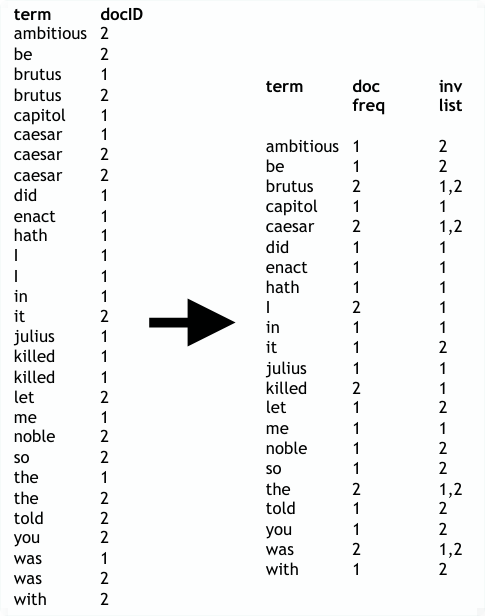 term docID
ambitious 2
be 2
brutus 1
brutus 2
capitol 1
caesar 1
caesar 2
caesar 2
did 1
enact 1
hath 1
I 1
I 1
in 1
it 2
julius 1
killed 1
killed 1
let 2
me 1
noble 2
so 2
the 1
the 2
told 2
you 2
was 1
was 2
with 2
term doc inv
freq list
ambitious 1 2
be 1 2
brutus 2 1,2
capitol 1 1
caesar 2 1,2
did 1 1
enact 1 1
hath 1 1
I 2 1
in 1 1
it 1 2
julius 1 1
killed 2 1
let 1 2
me 1 1
noble 1 2
so 1 2
the 2 1,2
told 1 2
you 1 2
was 2 1,2
with 1 2